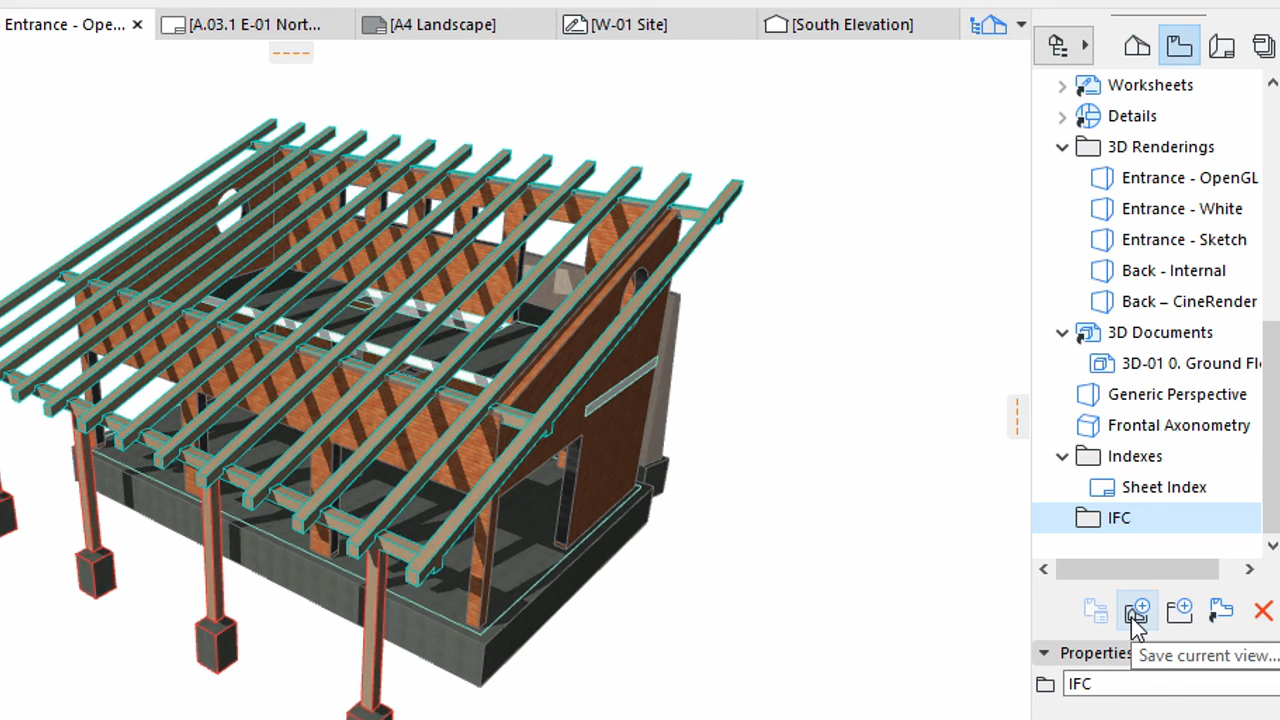 Entrance - Ope...
[A.03.1 E-01 Nort...
[A4 Landscape]
[W-01 Site]
[South Elevation]
Worksheets
Details
3D Renderings
Entrance - OpenGL
Entrance - White
Entrance - Sketch
Back - Internal
Back – CineRender
3D Documents
3D-01 0. Ground Fl
Generic Perspective
Frontal Axonometry
Indexes
Sheet Index
IFC
Save current view...
Properties
IFC